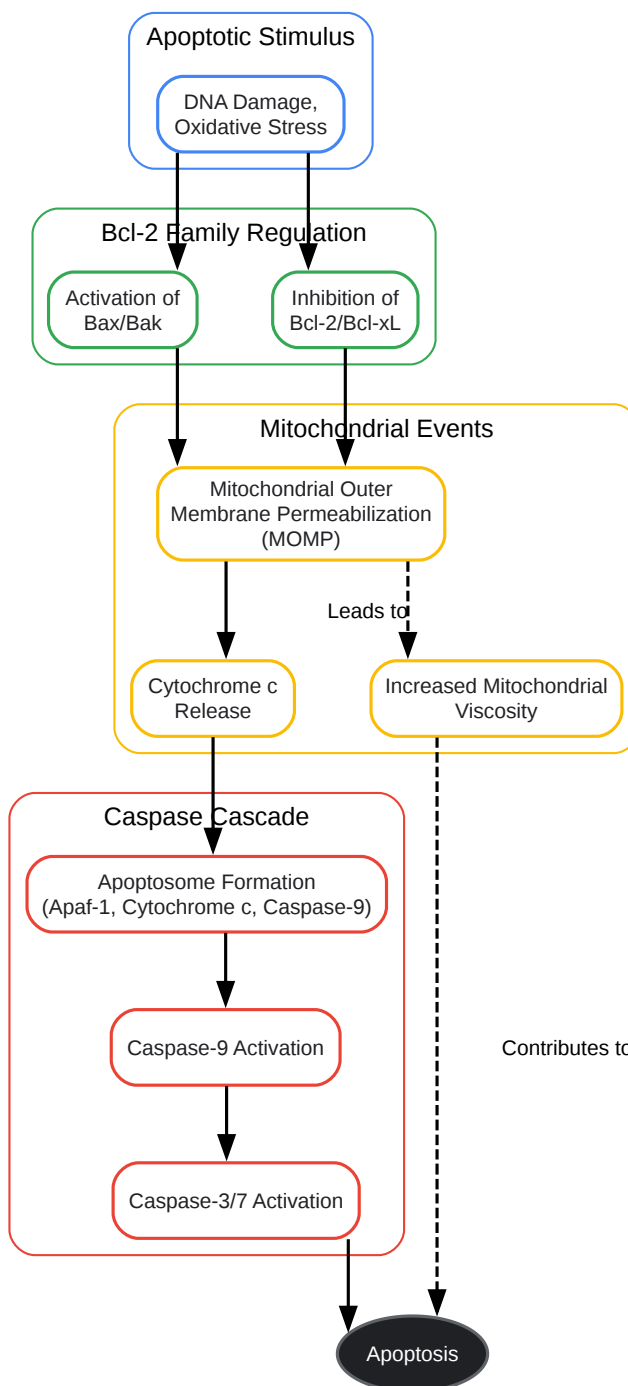 Apoptotic Stimulus
DNA Damage,
Oxidative Stress
Bcl-2 Family Regulation
Activation of
Bax/Bak
Inhibition of
Bcl-2/Bcl-xL
Mitochondrial Events
Mitochondrial Outer
Membrane Permeabilization
(MOMP)
Leads to
Cytochrome c
Release
Increased Mitochondrial
Viscosity
Caspase Cascade
Apoptosome Formation
(Apaf-1, Cytochrome c, Caspase-9)
Caspase-9 Activation
Contributes to
Caspase-3/7 Activation
Apoptosis